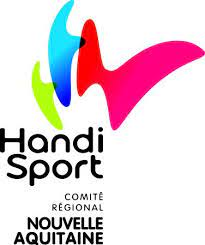 Handi
Sport
COMITÉ
RÉGIONAL
NOUVELLE
AQUITAINE